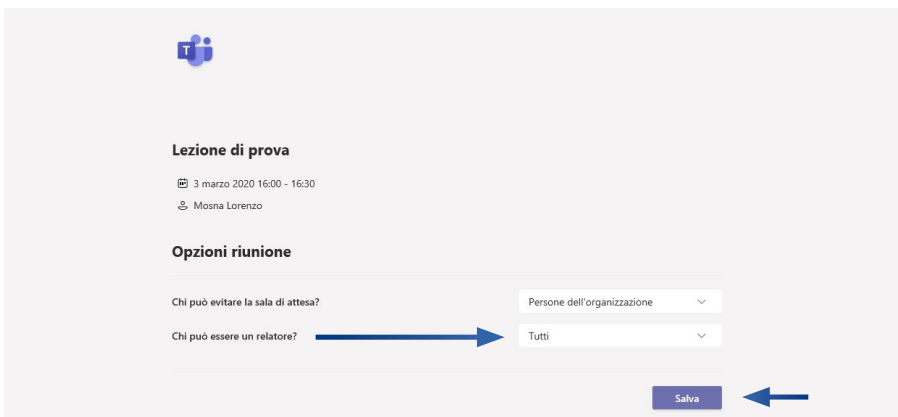 T
Lezione di prova
3 marzo 2020 16:00 - 16:30
Mosna Lorenzo
Opzioni riunione
Chi può evitare la sala di attesa? Persone dell'organizzazione
Chi può essere un relatore? Tutti
Salva